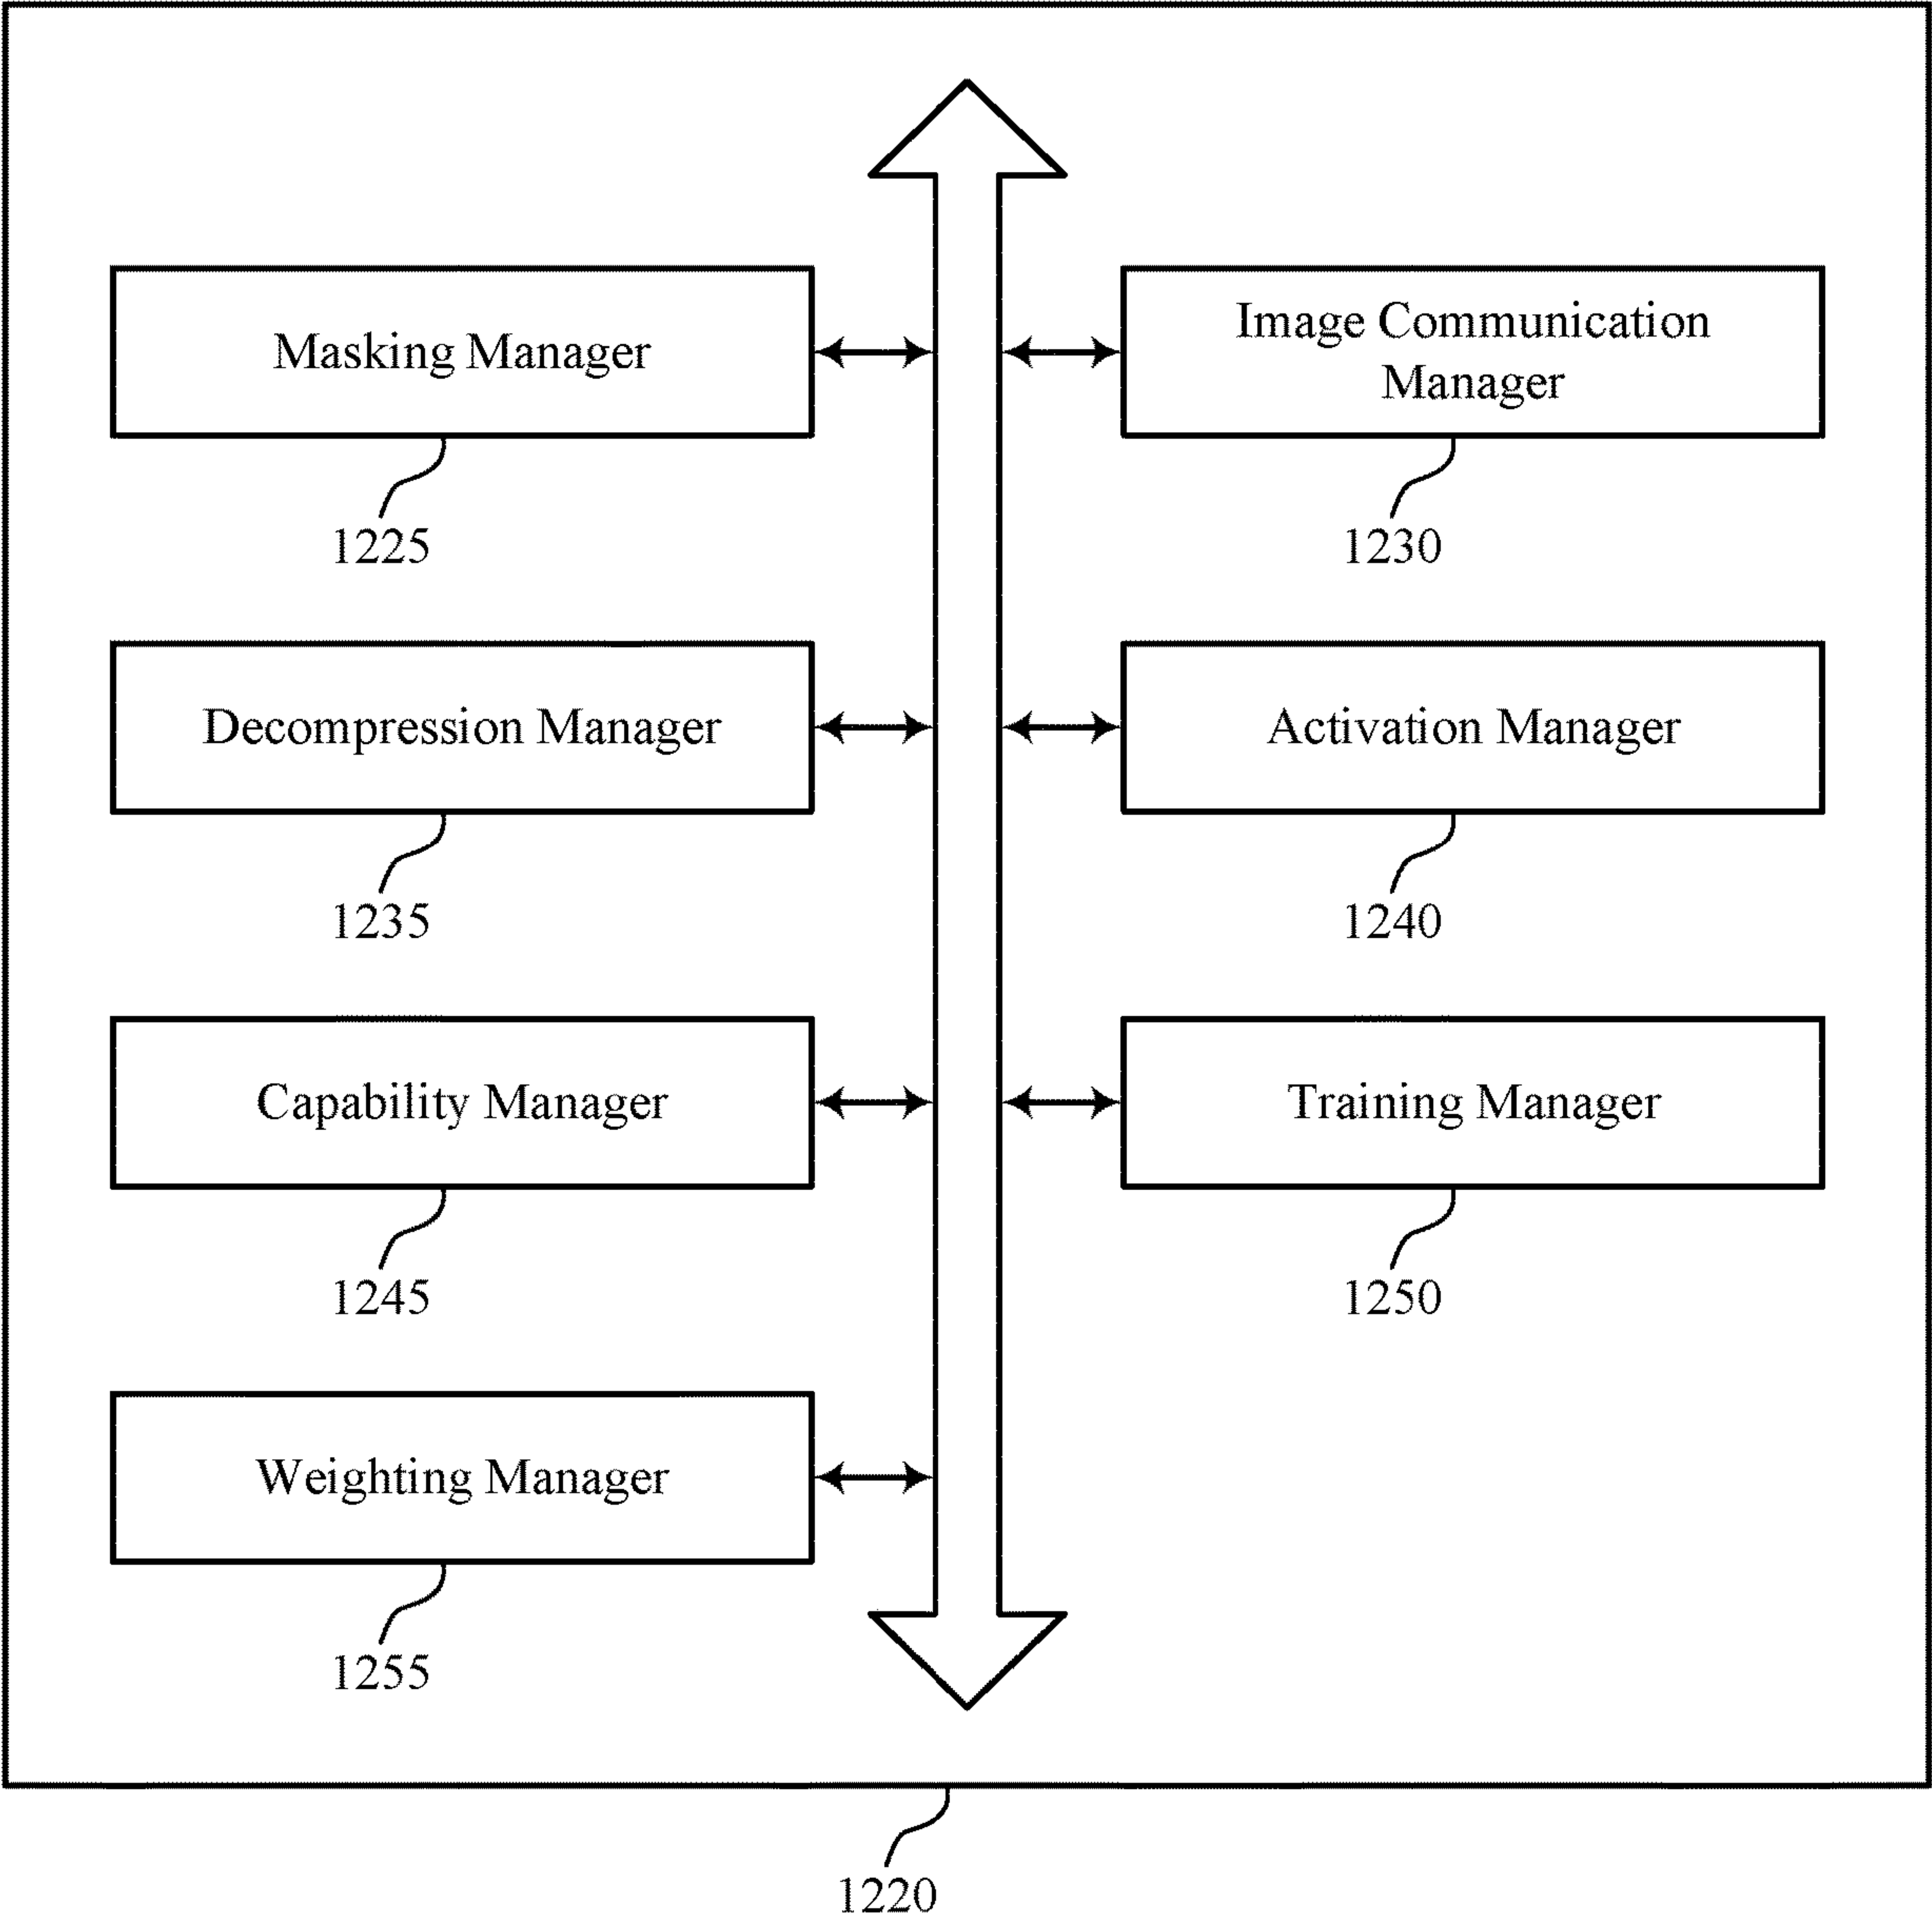 Masking Manager
1225
Image Communication
Manager
1230
Decompression Manager
1235
Activation Manager
1240
Capability Manager
1245
Training Manager
1250
Weighting Manager
1255
1220